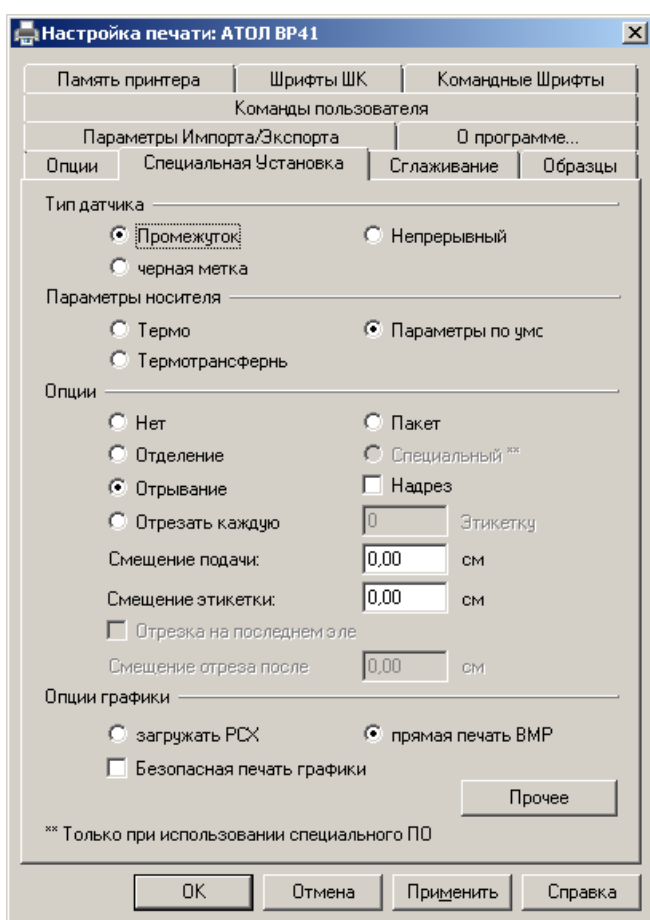 Настройка печати: АТОЛ BP41
Память принтера Шрифты ШК Командные Шрифты
Команды пользователя
Параметры Импорта/Экспорта О программе...
Опции Специальная Установка Сглаживание Образцы
Тип датчика
Промежуток Непрерывный
черная метка
Параметры носителя
Термо Параметры по умс
Термотрансфернь
Опции
Нет Пакет
Отделение Специальный **
Отрывание Надрез
Отрезать каждую 0 Этикетку
Смещение подачи: 0,00 см
Смещение этикетки: 0,00 см
Отрезка на последнем эле
Смещение отреза после 0,00 см
Опции графики
загружать PCX прямая печать BMP
Безопасная печать графики
Прочее
** Только при использовании специального ПО
OK Отмена Применить Справка